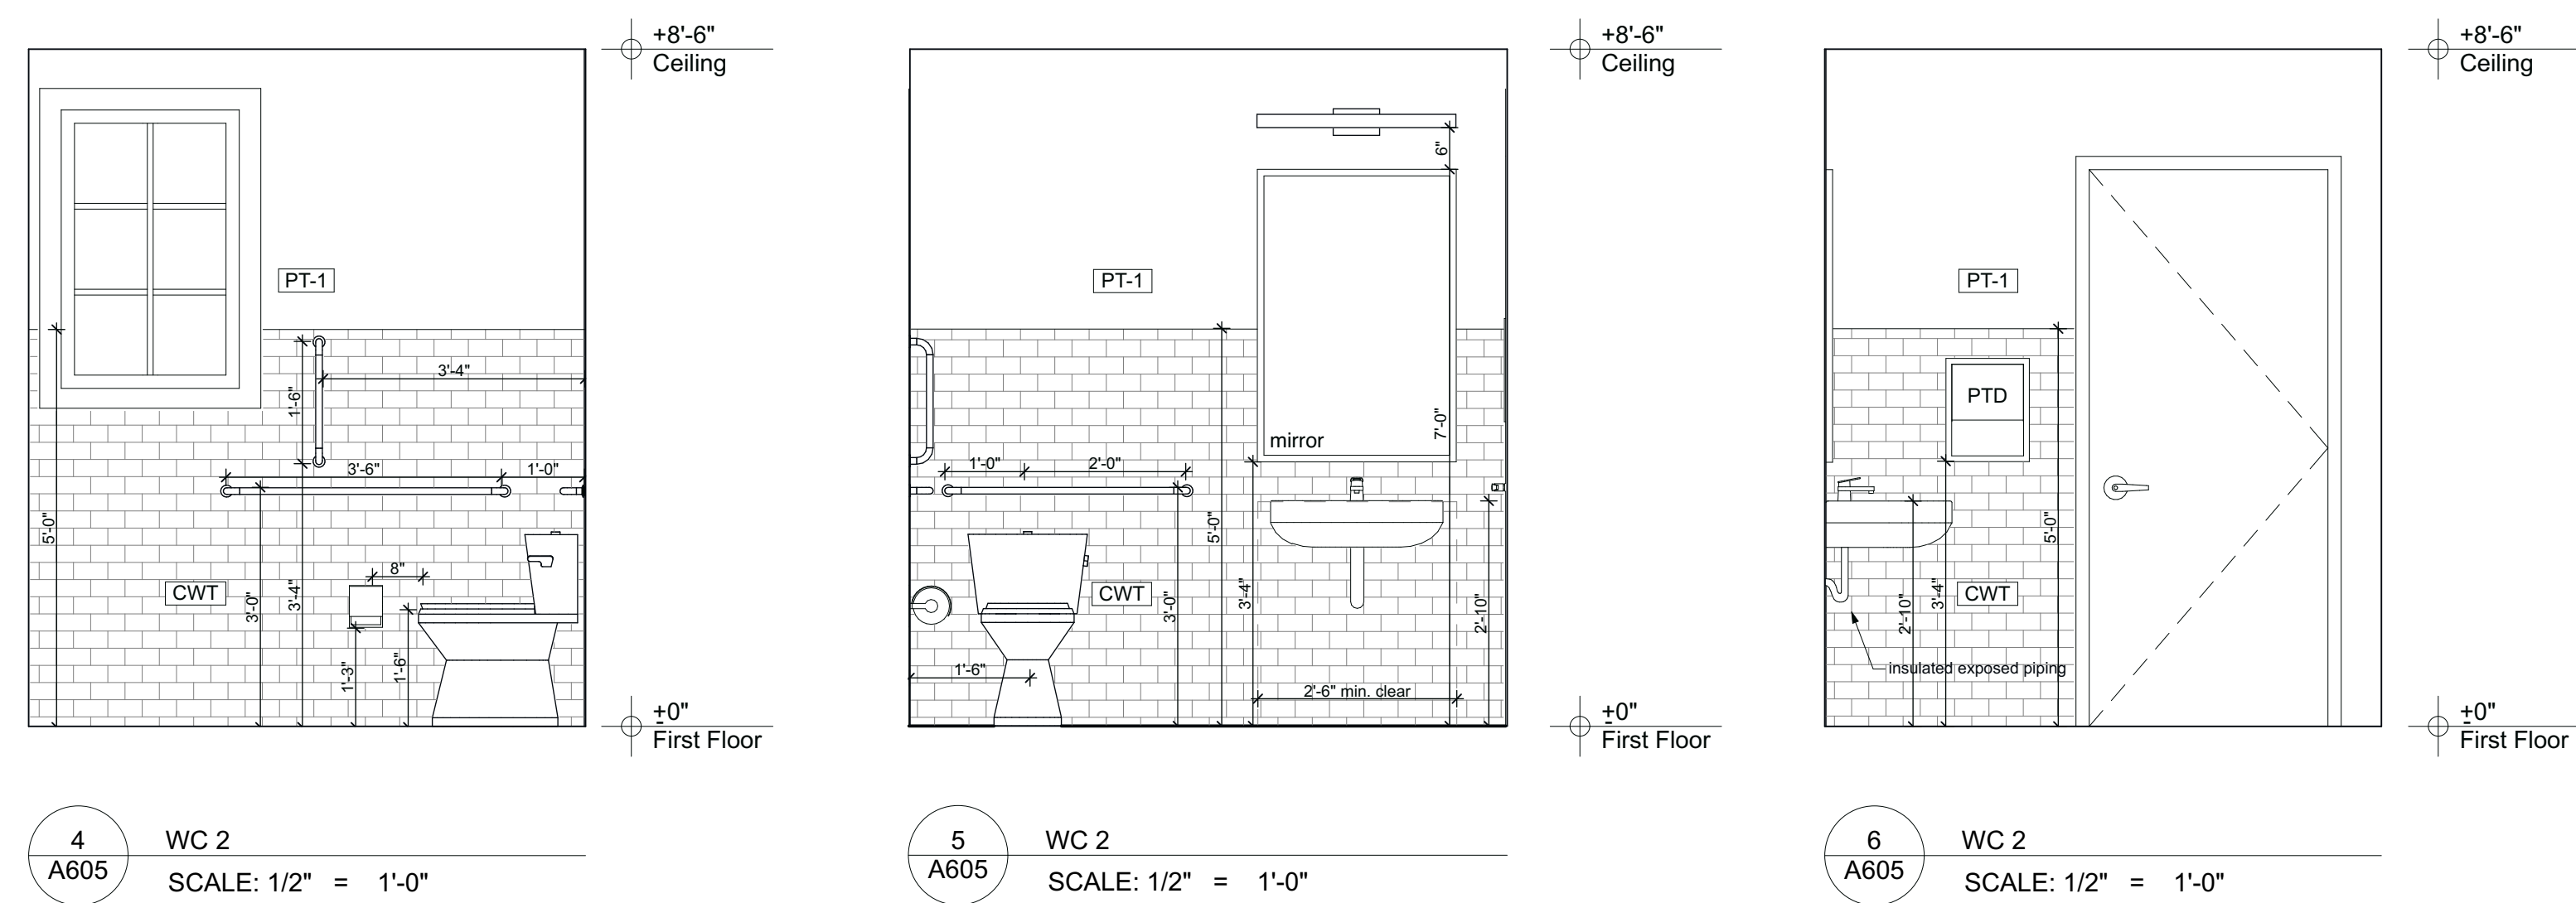 +8'-6"
Ceiling
PT-1
3'-4"
1'-6"
3'-6"
1'-0"
5'-0"
8"
CWT
3'-0"
3'-4"
1'-3"
1'-6"
±0"
First Floor
4
A605
WC 2
SCALE: 1/2" = 1'-0"
+8'-6"
Ceiling
6"
PT-1
7'-0"
mirror
1'-0"
2'-0"
5'-0"
CWT
3'-0"
3'-4"
2'-10"
1'-6"
2'-6" min. clear
±0"
First Floor
5
A605
WC 2
SCALE: 1/2" = 1'-0"
+8'-6"
Ceiling
PT-1
PTD
5'-0"
CWT
3'-4"
2'-10"
insulated exposed piping
±0"
First Floor
6
A605
WC 2
SCALE: 1/2" = 1'-0"